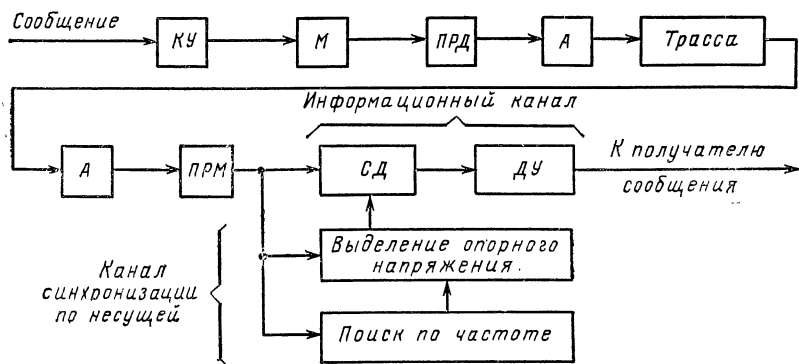 Сообщение
КУ
М
ПРД
А
Трасса
Информационный канал
А
ПРМ
СД
ДУ
К получателю
сообщения
Выделение опорного
напряжения.
Канал
синхронизации
по несущей
Поиск по частоте